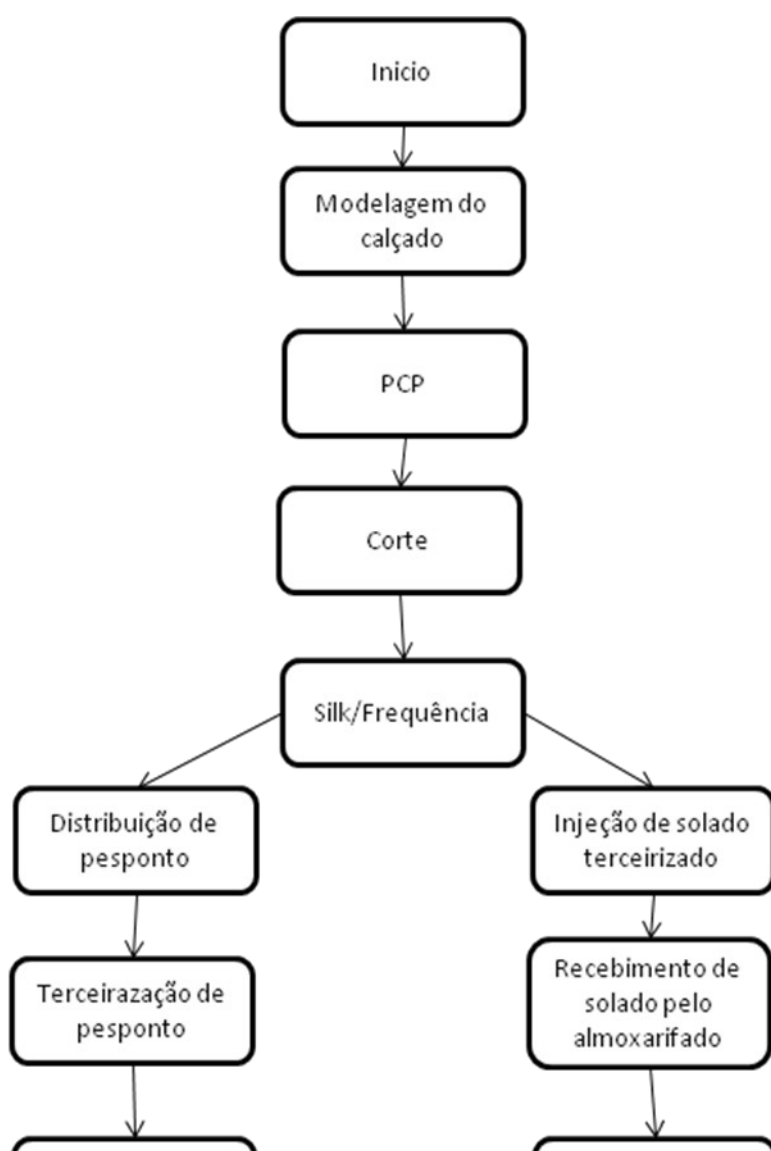 Inicio
Modelagem do
calçado
PCP
Corte
Silk/Frequência
Distribuição de
pesponto
Injeção de solado
terceirizado
Terceirazação de
pesponto
Recebimento de
solado pelo
almoxarifado